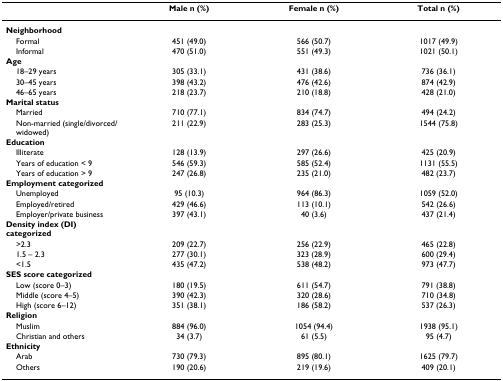 Male n (%) Female n (%) Total n (%)
Neighborhood
Formal 451 (49.0) 566 (50.7) 1017 (49.9)
Informal 470 (51.0) 551 (49.3) 1021 (50.1)
Age
18–29 years 305 (33.1) 431 (38.6) 736 (36.1)
30–45 years 398 (43.2) 476 (42.6) 874 (42.9)
46–65 years 218 (23.7) 210 (18.8) 428 (21.0)
Marital status
Married 710 (77.1) 834 (74.7) 494 (24.2)
Non-married (single/divorced/ 211 (22.9) 283 (25.3) 1544 (75.8)
widowed)
Education
Illiterate 128 (13.9) 297 (26.6) 425 (20.9)
Years of education < 9 546 (59.3) 585 (52.4) 1131 (55.5)
Years of education > 9 247 (26.8) 235 (21.0) 482 (23.7)
Employment categorized
Unemployed 95 (10.3) 964 (86.3) 1059 (52.0)
Employed/retired 429 (46.6) 113 (10.1) 542 (26.6)
Employer/private business 397 (43.1) 40 (3.6) 437 (21.4)
Density index (DI)
categorized
>2.3 209 (22.7) 256 (22.9) 465 (22.8)
1.5 – 2.3 277 (30.1) 323 (28.9) 600 (29.4)
<1.5 435 (47.2) 538 (48.2) 973 (47.7)
SES score categorized
Low (score 0–3) 180 (19.5) 611 (54.7) 791 (38.8)
Middle (score 4–5) 390 (42.3) 320 (28.6) 710 (34.8)
High (score 6–12) 351 (38.1) 186 (58.2) 537 (26.3)
Religion
Muslim 884 (96.0) 1054 (94.4) 1938 (95.1)
Christian and others 34 (3.7) 61 (5.5) 95 (4.7)
Ethnicity
Arab 730 (79.3) 895 (80.1) 1625 (79.7)
Others 190 (20.6) 219 (19.6) 409 (20.1)